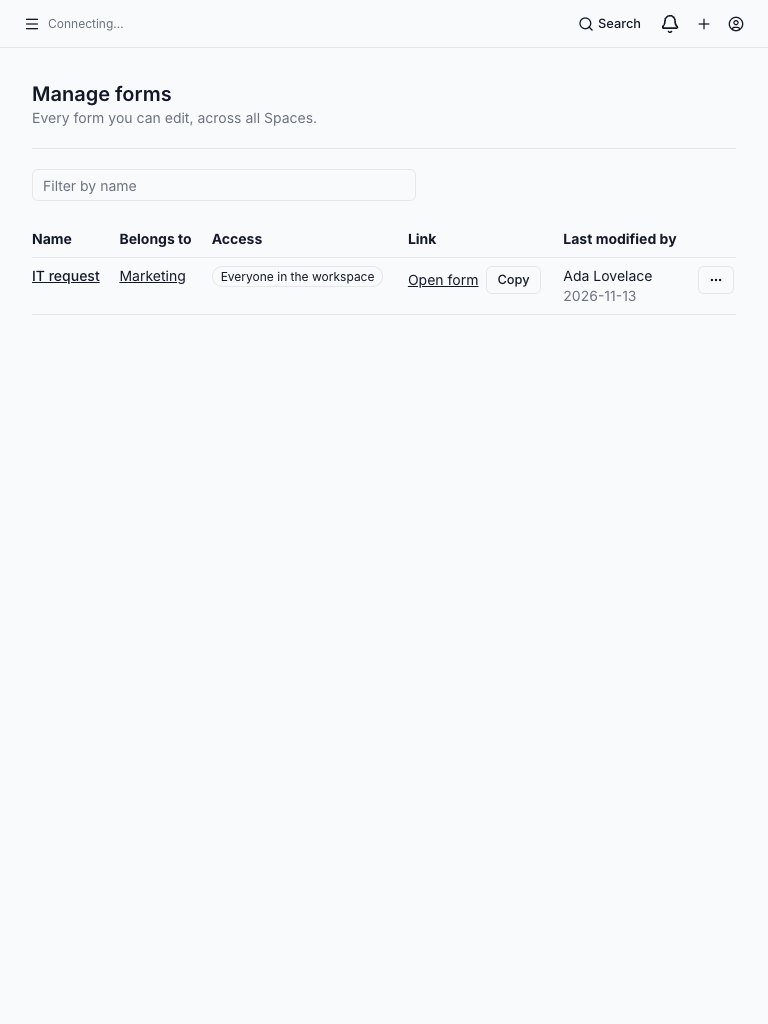 Connecting...
Search
Manage forms
Every form you can edit, across all Spaces.
Filter by name
Name Belongs to Access Link Last modified by
IT request Marketing Everyone in the workspace Open form Copy Ada Lovelace
2026-11-13